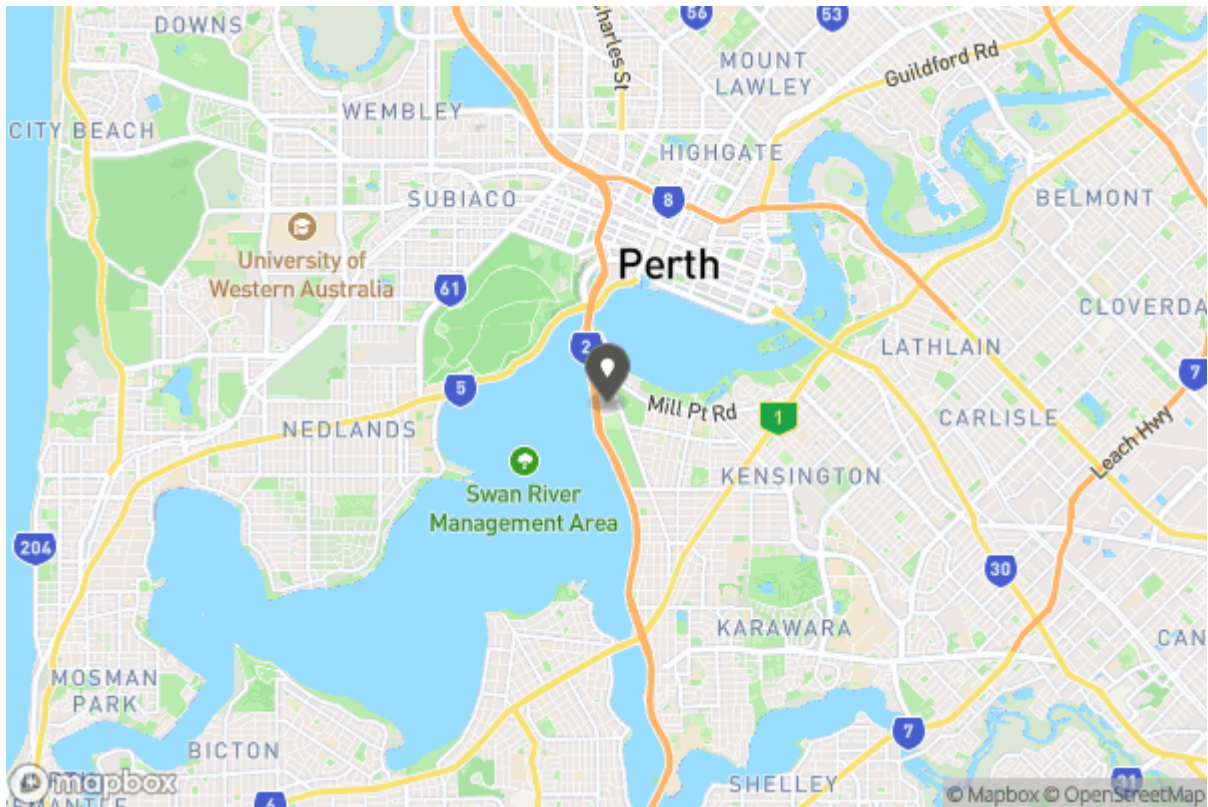 DOWNS
56
53
Charles St
MOUNT
LAWLEY
Guildford Rd
WEMBLEY
CITY BEACH
HIGHGATE
SUBIACO
8
BELMONT
University of
Western Australia
Perth
61
CLOVERDA
2
LATHLAIN
7
5
Mill Pt Rd
1
CARLISLE
NEDLANDS
Leach Hwy
KENSINGTON
Swan River
Management Area
204
30
KARAWARA
CAN
MOSMAN
PARK
7
BICTON
SHELLEY
31
mapbox
EMANTLE
6
© Mapbox © OpenStreetMap